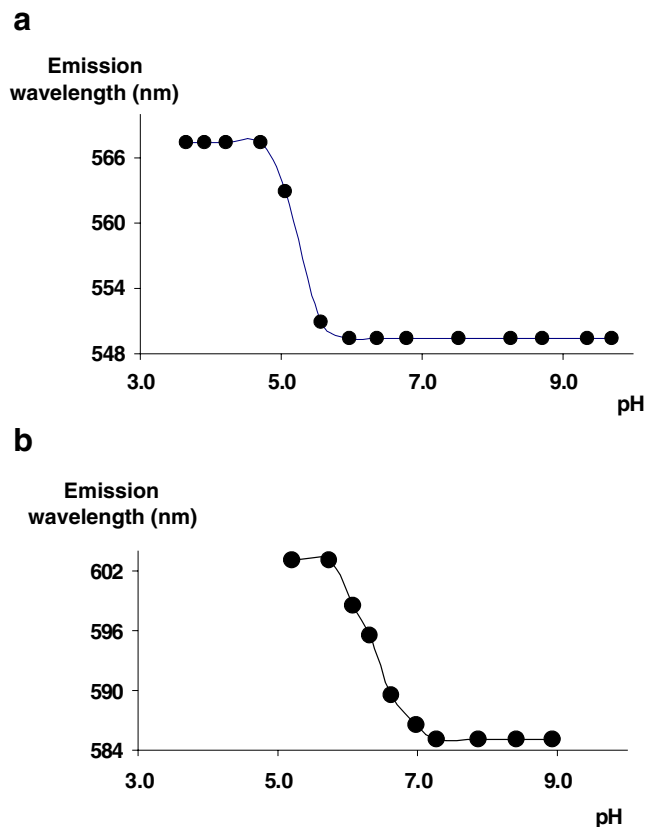 a
Emission
wavelength (nm)
566
560
554
548
3.0 5.0 7.0 9.0
pH
b
Emission
wavelength (nm)
602
596
590
584
3.0 5.0 7.0 9.0
pH